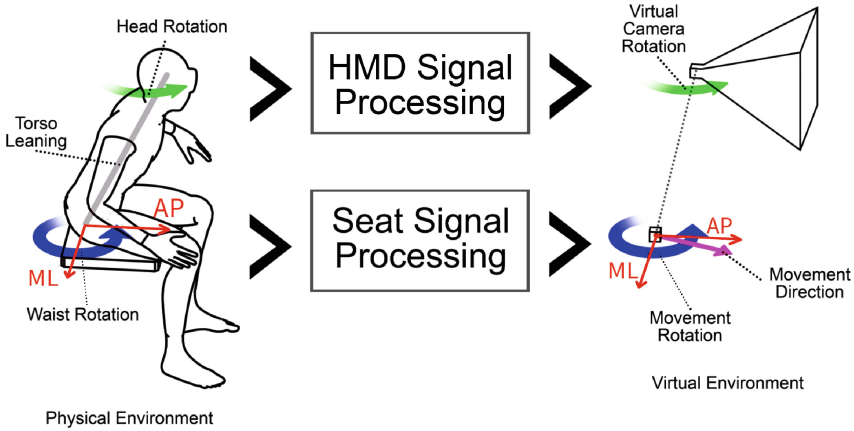 Head Rotation
Torso
Leaning
AP
ML
Waist Rotation
Physical Environment
HMD Signal
Processing
Seat Signal
Processing
Virtual
Camera
Rotation
AP
ML
Movement
Direction
Movement
Rotation
Virtual Environment